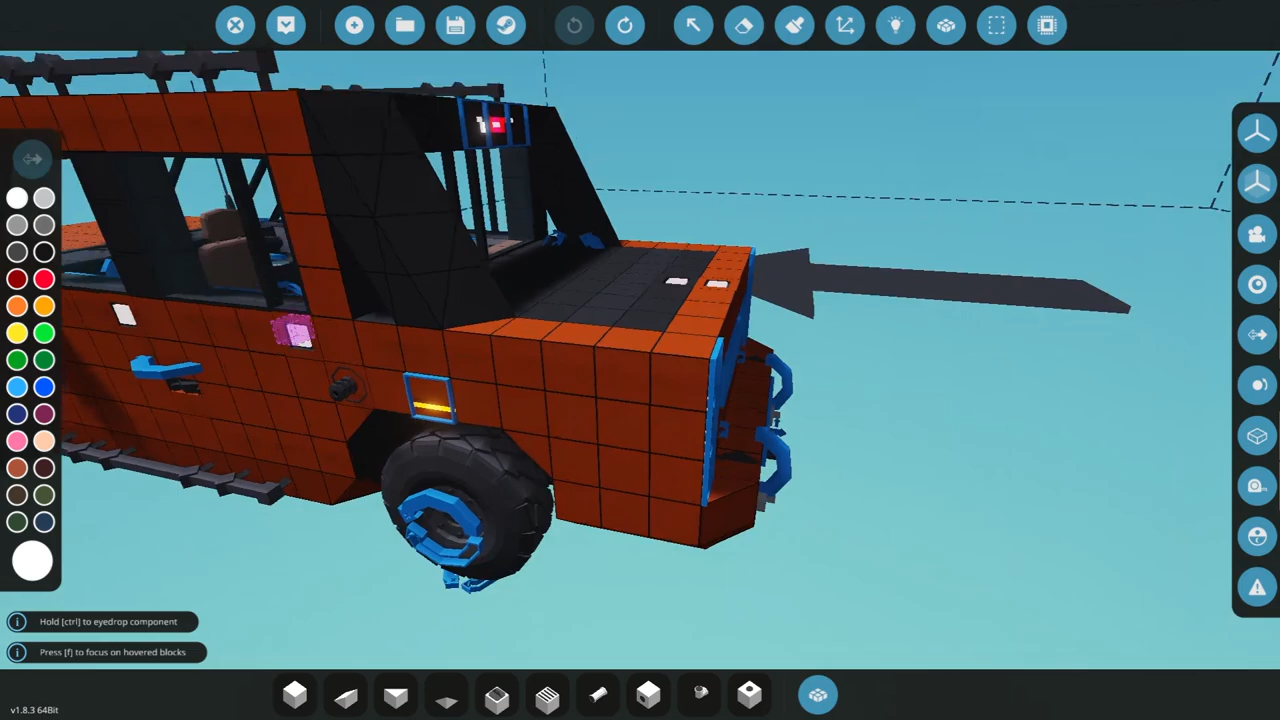 Hold [ctrl] to eyedrop component
Press [f] to focus on hovered blocks
v1.8.3 64Bit